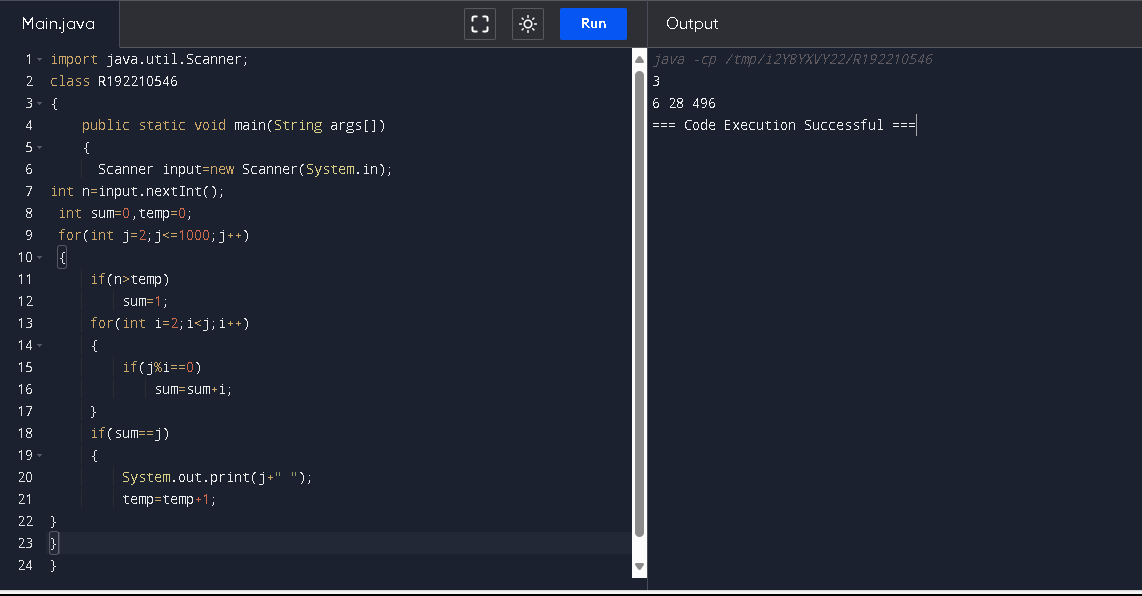 Main.java
Run
Output
1 import java.util.Scanner;
2 class R192210546
3 {
4 public static void main(String args[])
5 {
6 Scanner input=new Scanner(System.in);
7 int n=input.nextInt();
8 int sum=0,temp=0;
9 for(int j=2;j<=1000;j++)
10 {
11 if(n>temp)
12 sum=1;
13 for(int i=2;i<j;i++)
14 {
15 if(j%i==0)
16 sum=sum+i;
17 }
18 if(sum==j)
19 {
20 System.out.print(j+" ");
21 temp=temp+1;
22 }
23 }
24 }
java -cp /tmp/i2Y8YXVY22/R192210546
3
6 28 496
=== Code Execution Successful ===